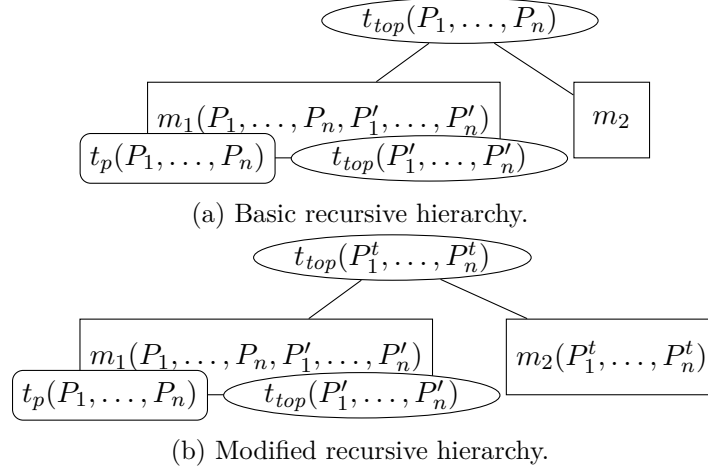 t_{top}(P_1, . . . , P_n)
m_1(P_1, . . . , P_n, P'_1, . . . , P'_n)
m_2
t_p(P_1, . . . , P_n)
t_{top}(P'_1, . . . , P'_n)
(a) Basic recursive hierarchy.
t_{top}(P^t_1, . . . , P^t_n)
m_1(P_1, . . . , P_n, P'_1, . . . , P'_n)
m_2(P^t_1, . . . , P^t_n)
t_p(P_1, . . . , P_n)
t_{top}(P'_1, . . . , P'_n)
(b) Modified recursive hierarchy.